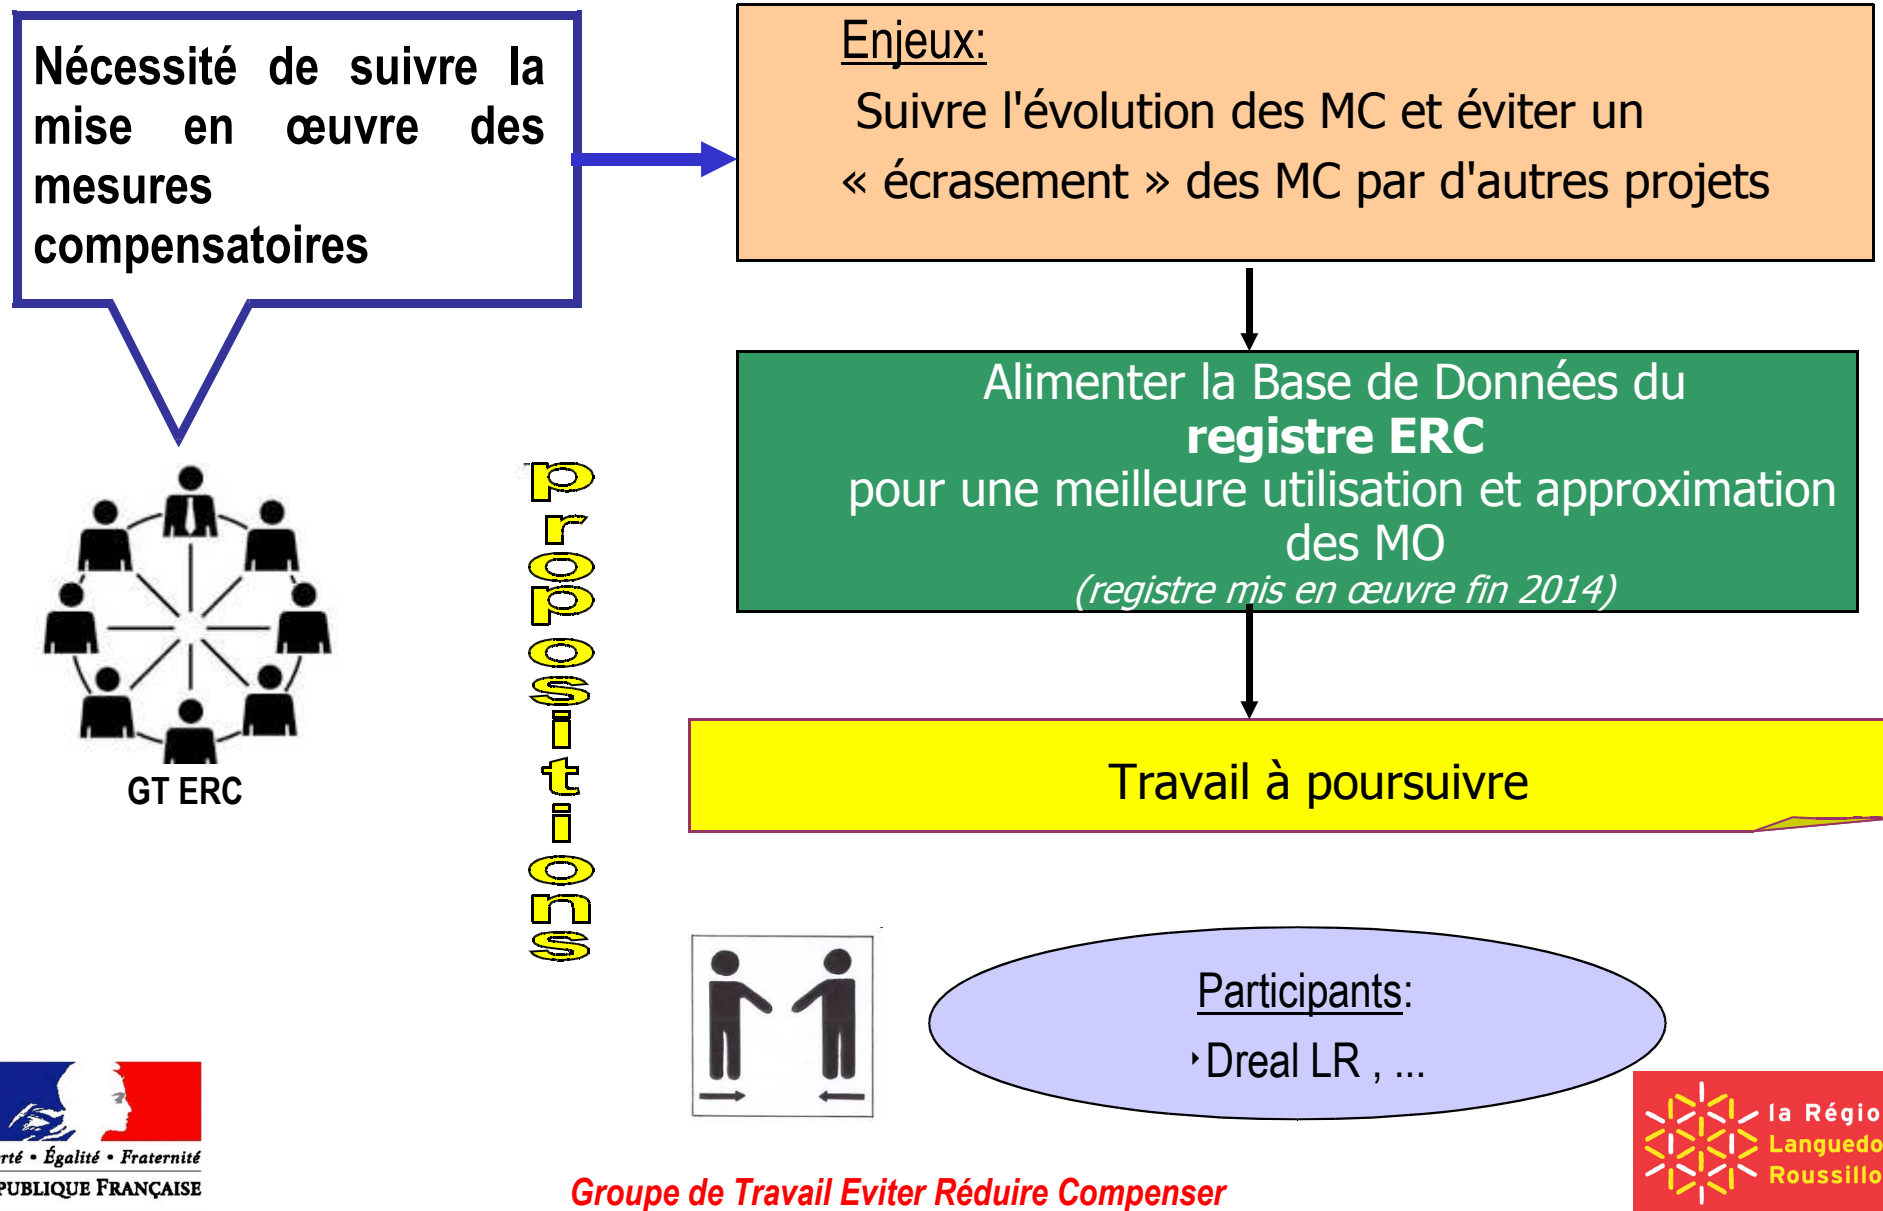 Nécessité de suivre la
mise en œuvre des
mesures
compensatoires
Enjeux:
Suivre l'évolution des MC et éviter un
« écrasement » des MC par d'autres projets
Alimenter la Base de Données du
registre ERC
pour une meilleure utilisation et approximation
des MO
(registre mis en œuvre fin 2014)
GT ERC
propositions
Travail à poursuivre
Participants:
‣Dreal LR , ...
rté • Égalité • Fraternité
PUBLIQUE FRANÇAISE
Groupe de Travail Eviter Réduire Compenser
la Régio
Languedo
Roussillo